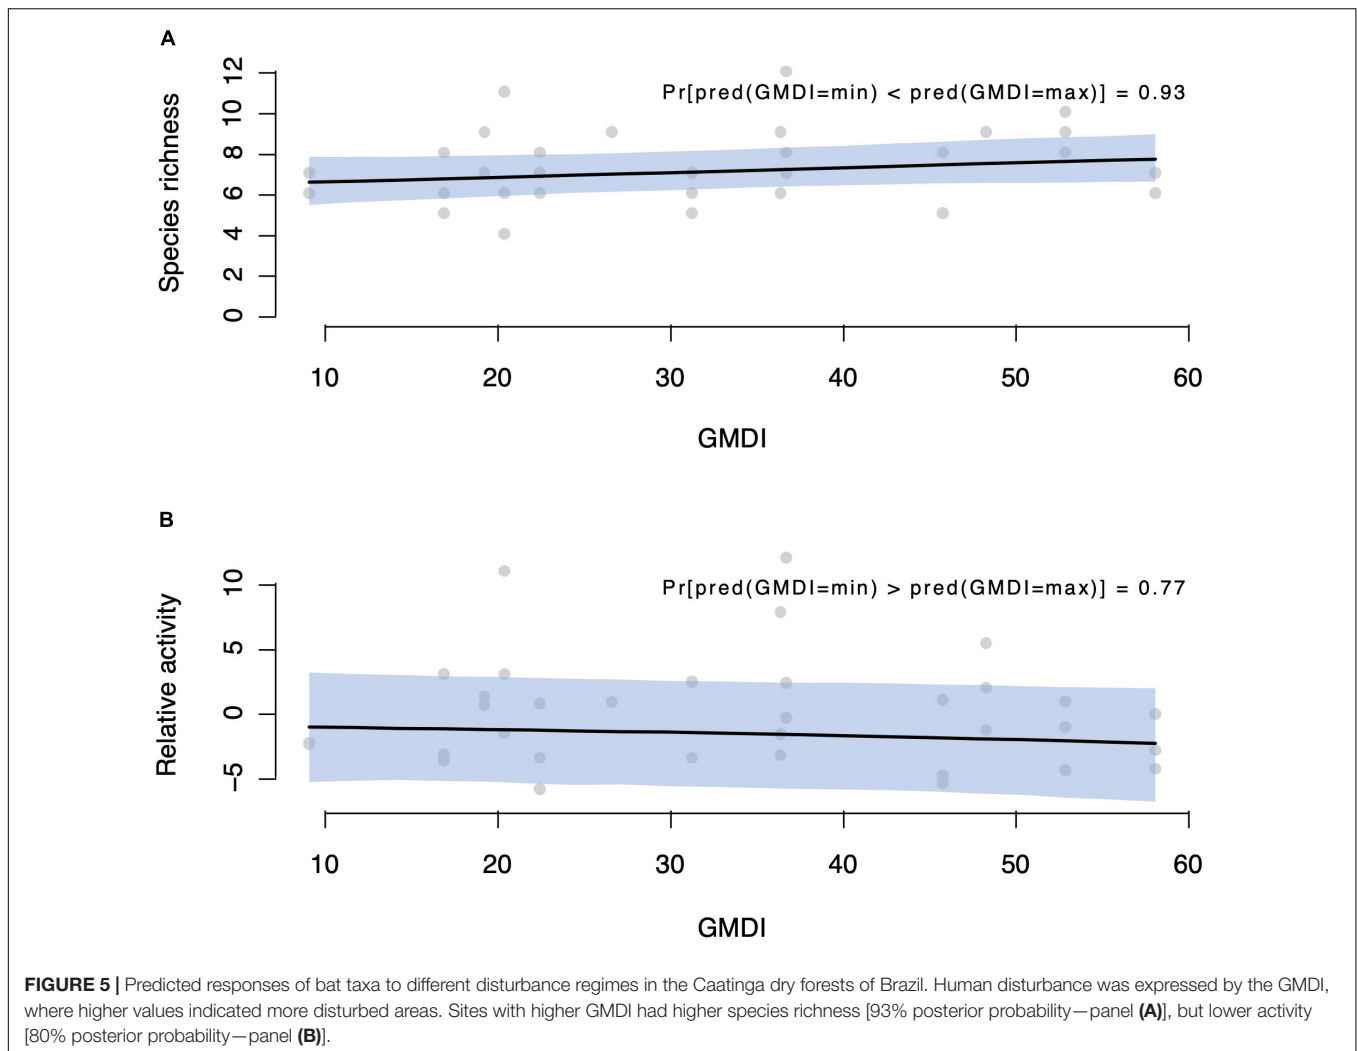 A
Species richness
12
10
8
6
4
2
0
Pr[pred(GMDI=min) < pred(GMDI=max)] = 0.93
10 20 30 40 50 60
GMDI
B
Relative activity
10
5
0
−5
Pr[pred(GMDI=min) > pred(GMDI=max)] = 0.77
10 20 30 40 50 60
GMDI
FIGURE 5 | Predicted responses of bat taxa to different disturbance regimes in the Caatinga dry forests of Brazil. Human disturbance was expressed by the GMDI,
where higher values indicated more disturbed areas. Sites with higher GMDI had higher species richness [93% posterior probability—panel (A)], but lower activity
[80% posterior probability—panel (B)].